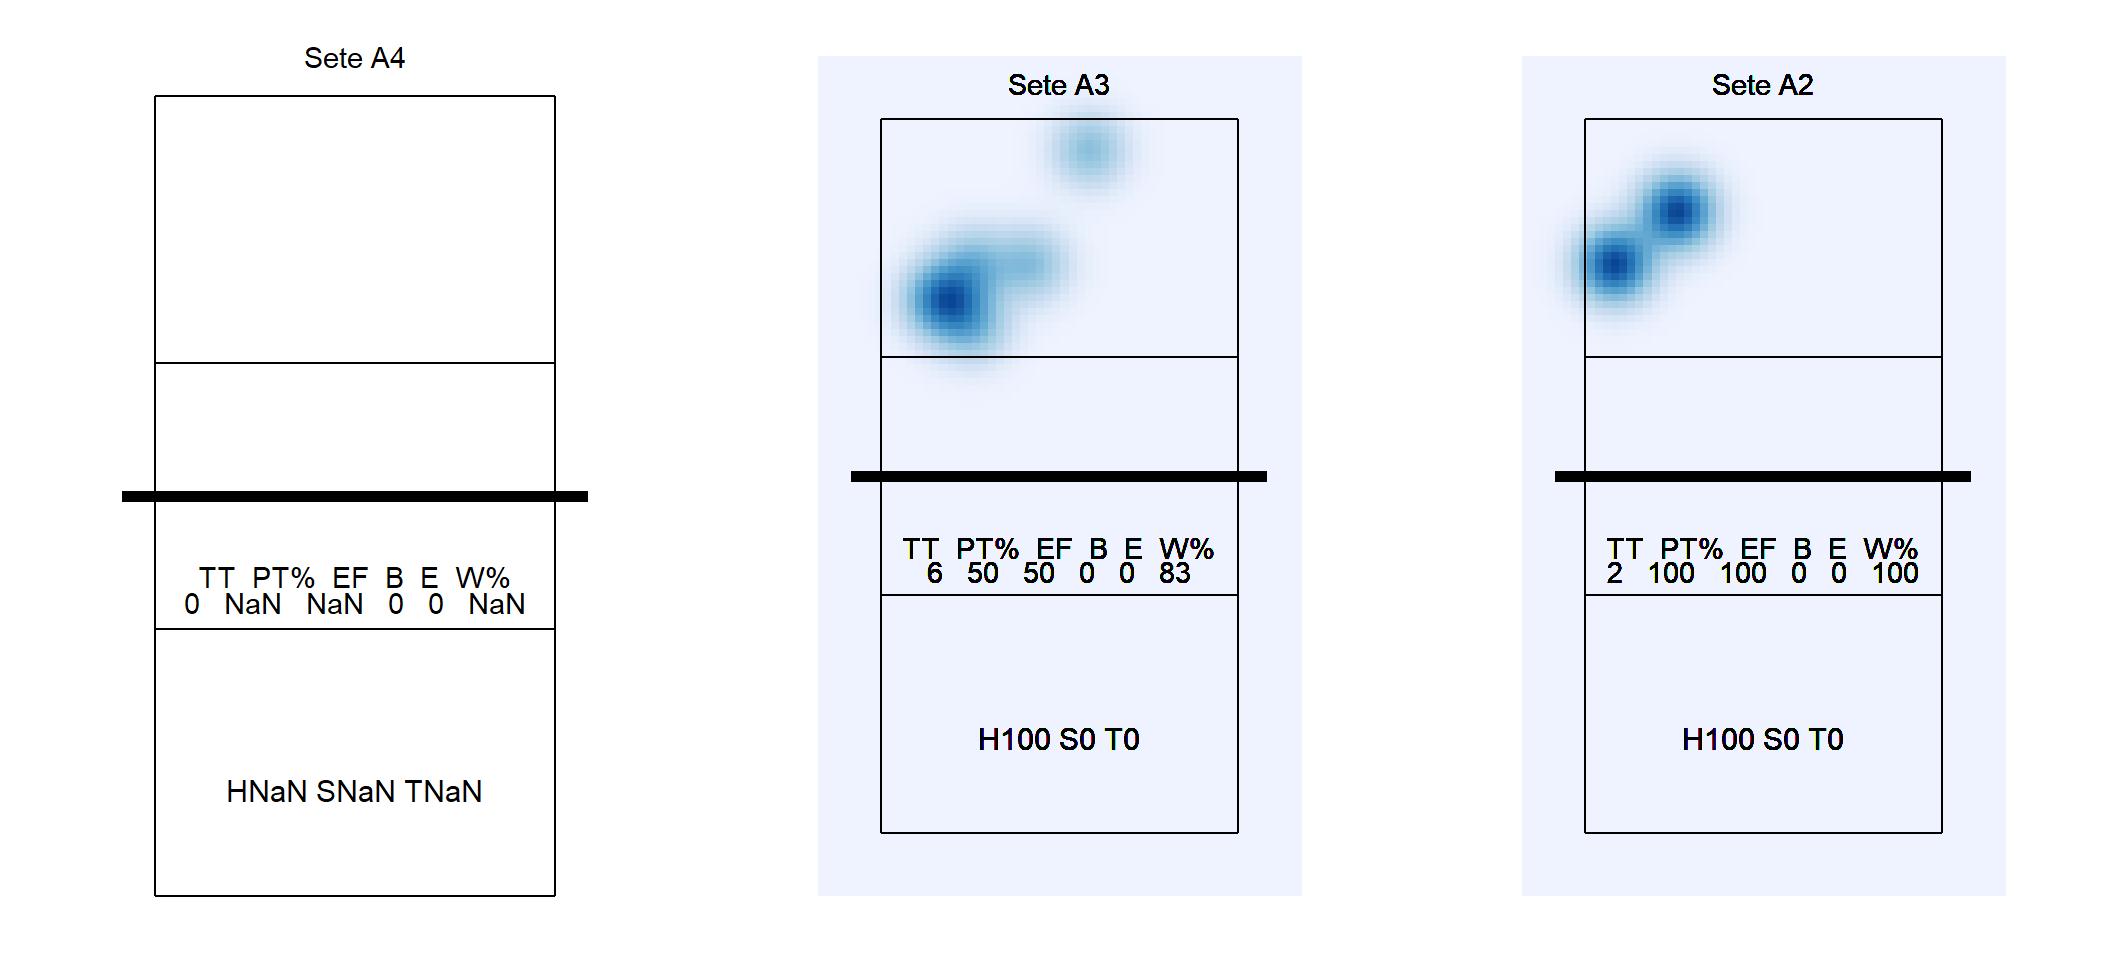 Sete A4
TT PT% EF B E W%
0 NaN NaN 0 0 NaN
HNaN SNaN TNaN
Sete A3
TT PT% EF B E W%
6 50 50 0 0 83
H100 S0 T0
Sete A2
TT PT% EF B E W%
2 100 100 0 0 100
H100 S0 T0